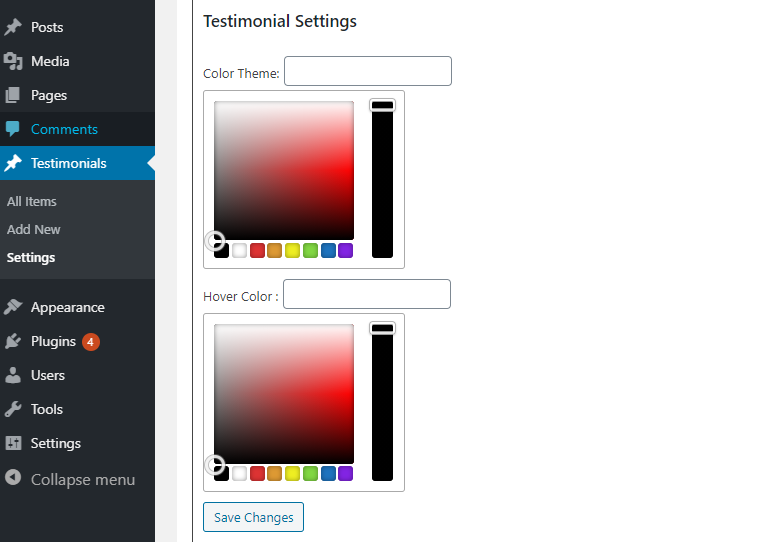 Posts
Media
Pages
Comments
Testimonials
All Items
Add New
Settings
Appearance
Plugins 4
Users
Tools
Settings
Collapse menu
Testimonial Settings
Color Theme:
Hover Color :
Save Changes